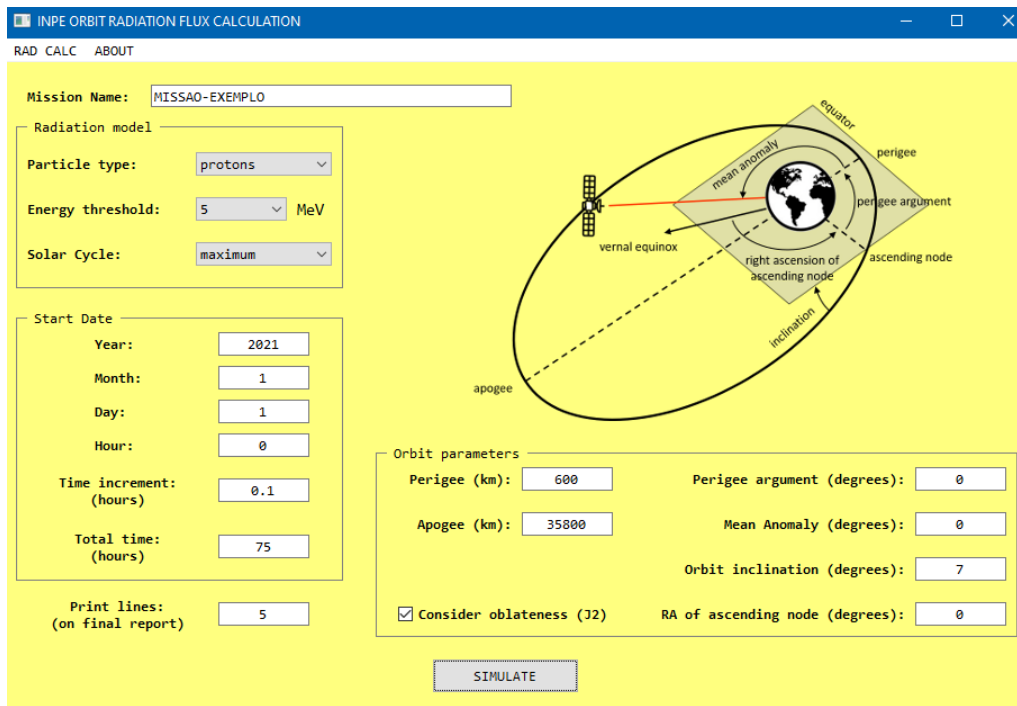 INPE ORBIT RADIATION FLUX CALCULATION
RAD CALC ABOUT
Mission Name: MISSAO-EXEMPLO
Radiation model
Particle type: protons
Energy threshold: 5 MeV
Solar Cycle: maximum
Start Date
Year: 2021
Month: 1
Day: 1
Hour: 0
Time increment:
(hours)
0.1
Total time:
(hours)
75
Print lines:
(on final report)
5
equator
perigee
mean anomaly
perigee argument
vernal equinox
right ascension of
ascending node
ascending node
inclination
apogee
Orbit parameters
Perigee (km): 600
Perigee argument (degrees): 0
Apogee (km): 35800
Mean Anomaly (degrees): 0
Orbit inclination (degrees): 7
Consider oblateness (J2)
RA of ascending node (degrees): 0
SIMULATE